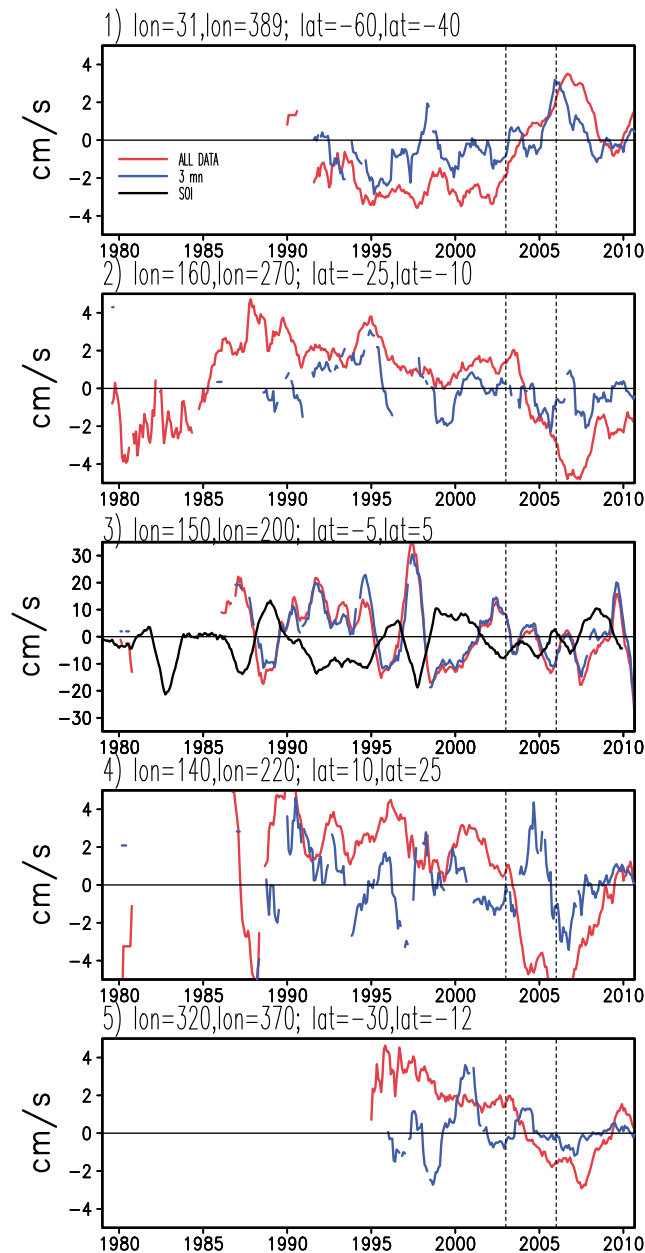 1) lon=31,lon=389; lat=-60,lat=-40
4
2
0
-2
-4
cm/s
ALL DATA
3 mn
SOI
1980 1985 1990 1995 2000 2005 2010
2) lon=160,lon=270; lat=-25,lat=-10
4
2
0
-2
-4
cm/s
1980 1985 1990 1995 2000 2005 2010
3) lon=150,lon=200; lat=-5,lat=5
30
20
10
0
-10
-20
-30
cm/s
1980 1985 1990 1995 2000 2005 2010
4) lon=140,lon=220; lat=10,lat=25
4
2
0
-2
-4
cm/s
1980 1985 1990 1995 2000 2005 2010
5) lon=320,lon=370; lat=-30,lat=-12
4
2
0
-2
-4
cm/s
1980 1985 1990 1995 2000 2005 2010